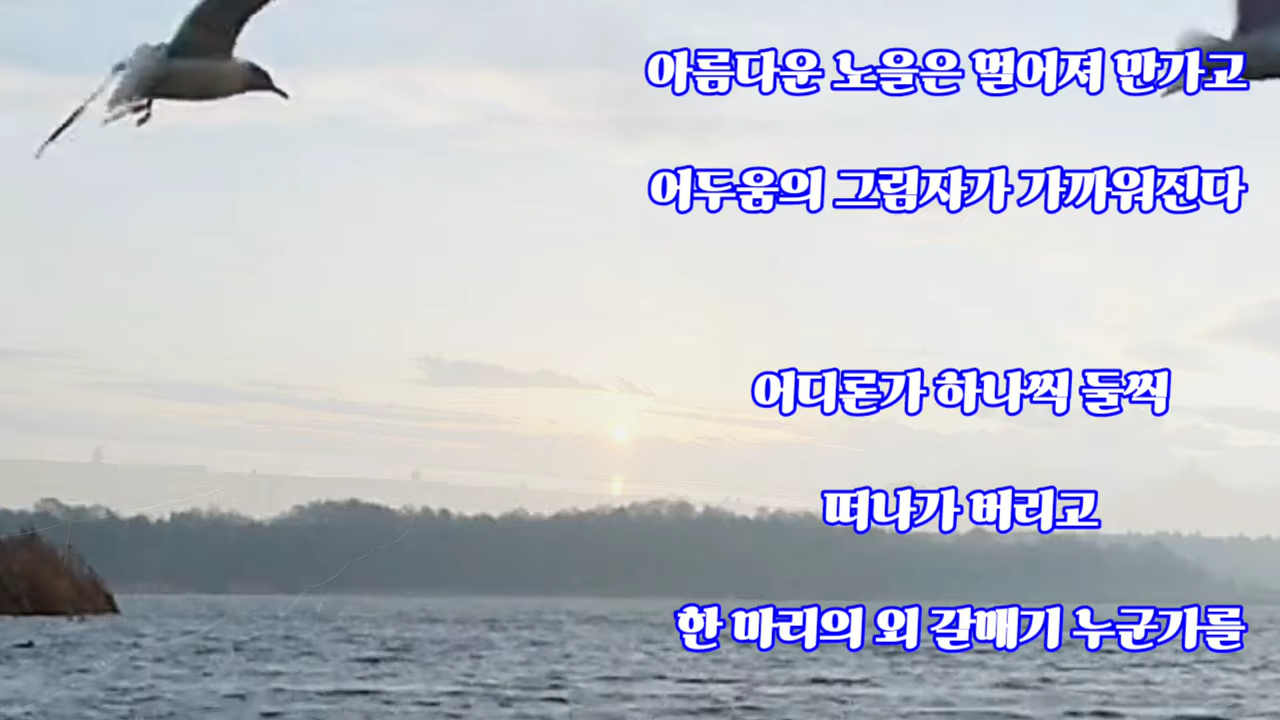 아름다운 노을은 멀어져 만가고
어두움의 그림자가 가까워진다
어디론가 하나씩 둘씩
떠나가 버리고
한 마리의 외 갈매기 누군가를